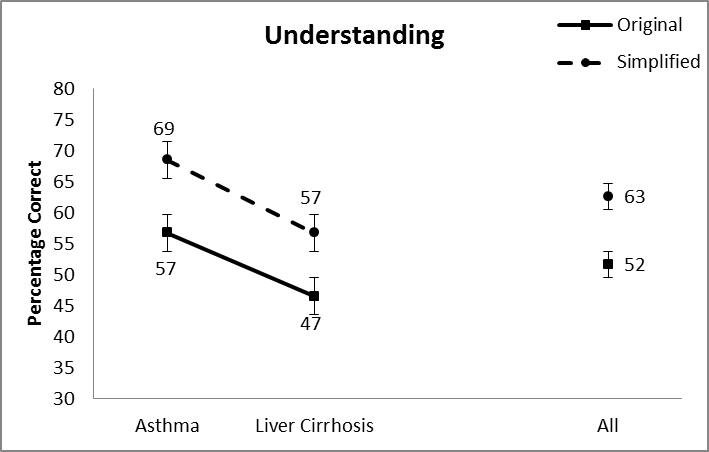 Understanding
Original
Simplified
Percentage Correct
80
75
70
65
60
55
50
45
40
35
30
69
57
57
47
63
52
Asthma
Liver Cirrhosis
All